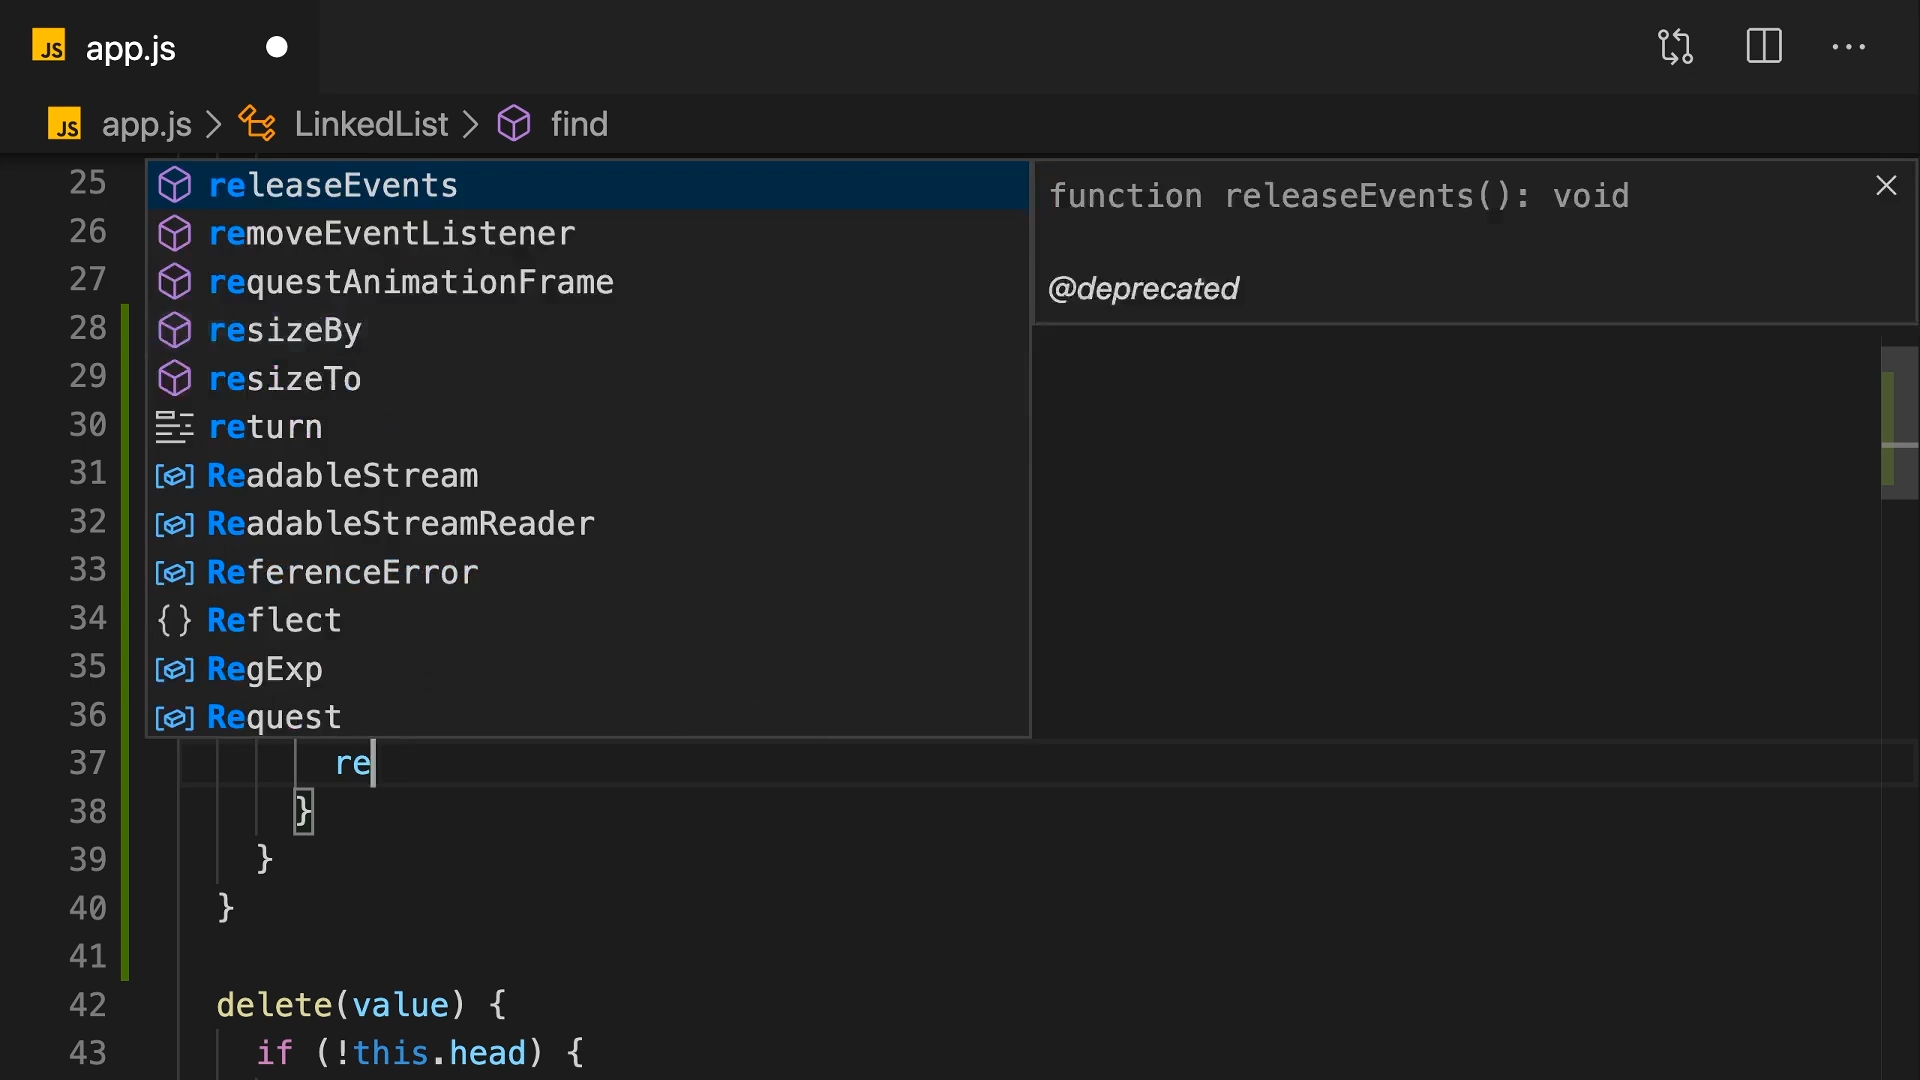 JS app.js
JS app.js > LinkedList > find
25 releaseEvents function releaseEvents(): void
26 removeEventListener
27 requestAnimationFrame @deprecated
28 resizeBy
29 resizeTo
30 return
31 ReadableStream
32 ReadableStreamReader
33 ReferenceError
34 {} Reflect
35 RegExp
36 Request
37 re
38 }
39 }
40 }
41
42 delete(value) {
43 if (!this.head) {